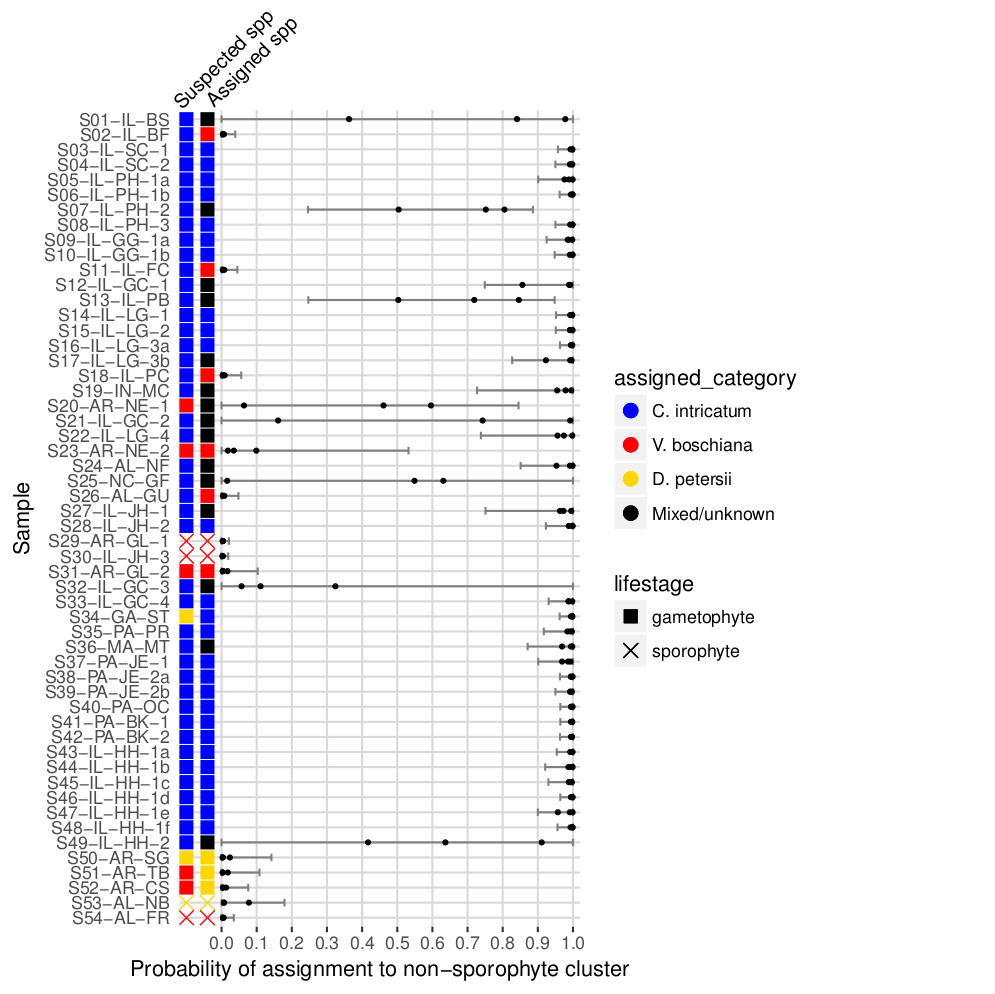 Suspected spp
Assigned spp
S01−IL−BS
S02−IL−BF
S03−IL−SC−1
S04−IL−SC−2
S05−IL−PH−1a
S06−IL−PH−1b
S07−IL−PH−2
S08−IL−PH−3
S09−IL−GG−1a
S10−IL−GG−1b
S11−IL−FC
S12−IL−GC−1
S13−IL−PB
S14−IL−LG−1
S15−IL−LG−2
S16−IL−LG−3a
S17−IL−LG−3b
S18−IL−PC
S19−IN−MC
S20−AR−NE−1
S21−IL−GC−2
S22−IL−LG−4
S23−AR−NE−2
S24−AL−NF
S25−NC−GF
S26−AL−GU
S27−IL−JH−1
S28−IL−JH−2
S29−AR−GL−1
S30−IL−JH−3
S31−AR−GL−2
S32−IL−GC−3
S33−IL−GC−4
S34−GA−ST
S35−PA−PR
S36−MA−MT
S37−PA−JE−1
S38−PA−JE−2a
S39−PA−JE−2b
S40−PA−OC
S41−PA−BK−1
S42−PA−BK−2
S43−IL−HH−1a
S44−IL−HH−1b
S45−IL−HH−1c
S46−IL−HH−1d
S47−IL−HH−1e
S48−IL−HH−1f
S49−IL−HH−2
S50−AR−SG
S51−AR−TB
S52−AR−CS
S53−AL−NB
S54−AL−FR
Sample
0.0 0.1 0.2 0.3 0.4 0.5 0.6 0.7 0.8 0.9 1.0
Probability of assignment to non−sporophyte cluster
assigned_category
C. intricatum
V. boschiana
D. petersii
Mixed/unknown
lifestage
gametophyte
sporophyte